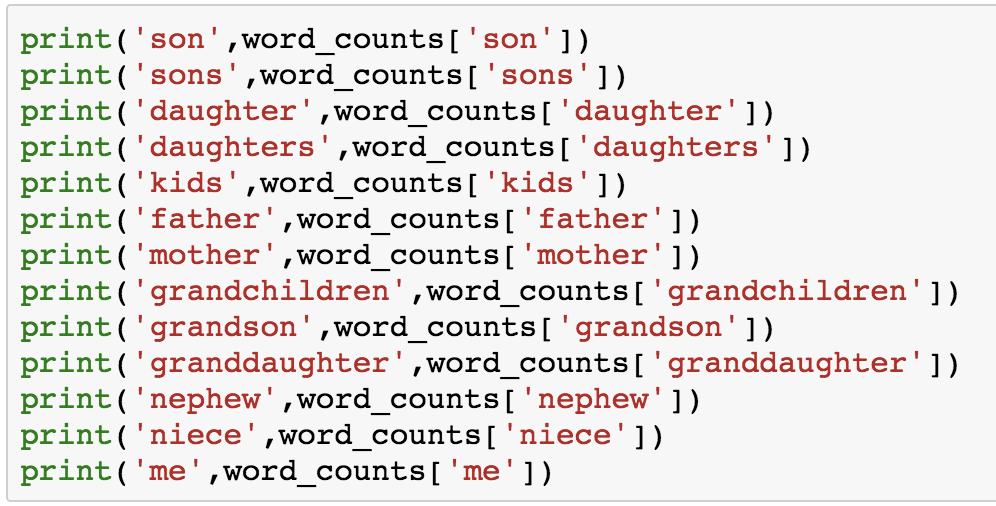 print('son',word_counts['son'])
print('sons',word_counts['sons'])
print('daughter',word_counts['daughter'])
print('daughters',word_counts['daughters'])
print('kids',word_counts['kids'])
print('father',word_counts['father'])
print('mother',word_counts['mother'])
print('grandchildren',word_counts['grandchildren'])
print('grandson',word_counts['grandson'])
print('granddaughter',word_counts['granddaughter'])
print('nephew',word_counts['nephew'])
print('niece',word_counts['niece'])
print('me',word_counts['me'])